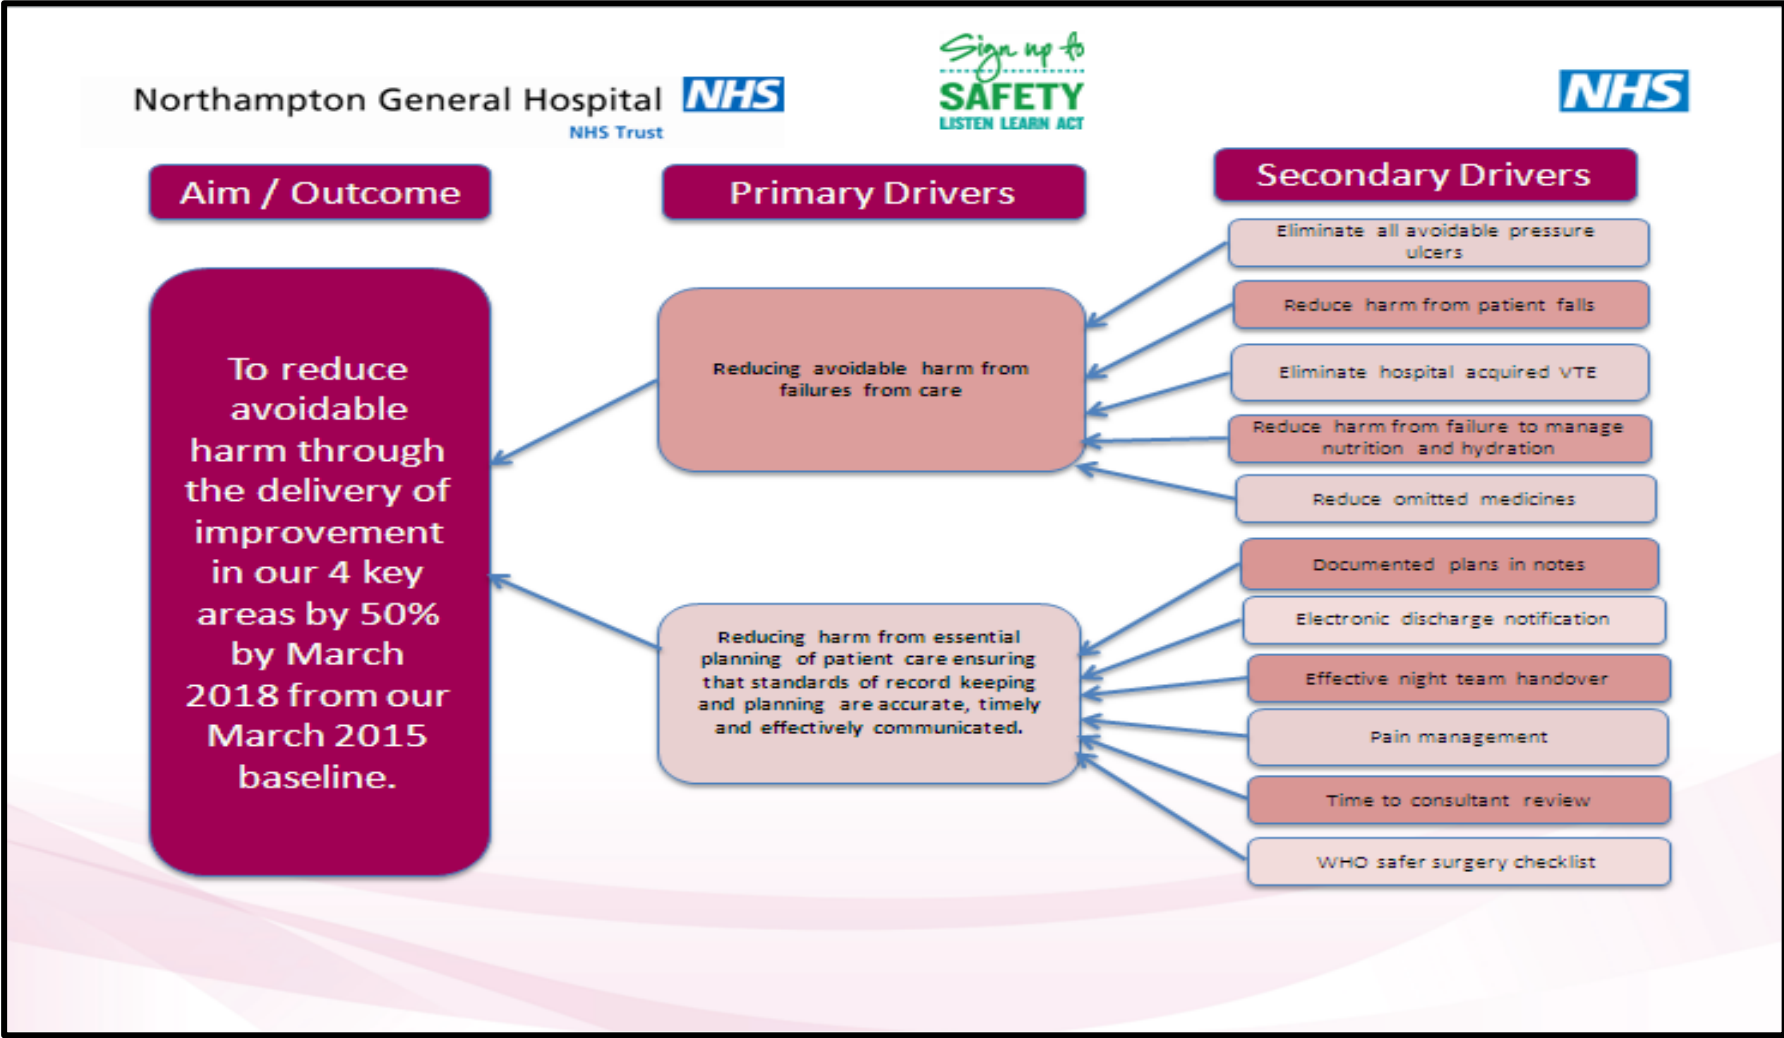 Northampton General Hospital NHS
NHS Trust
Sign up to
SAFETY
LISTEN LEARN ACT
NHS
Aim / Outcome
To reduce
avoidable
harm through
the delivery of
improvement
in our 4 key
areas by 50%
by March
2018 from our
March 2015
baseline.
Primary Drivers
Reducing avoidable harm from
failures from care
Reducing harm from essential
planning of patient care ensuring
that standards of record keeping
and planning are accurate, timely
and effectively communicated.
Secondary Drivers
Eliminate all avoidable pressure
ulcers
Reduce harm from patient falls
Eliminate hospital acquired VTE
Reduce harm from failure to manage
nutrition and hydration
Reduce omitted medicines
Documented plans in notes
Electronic discharge notification
Effective night team handover
Pain management
Time to consultant review
WHO safer surgery checklist